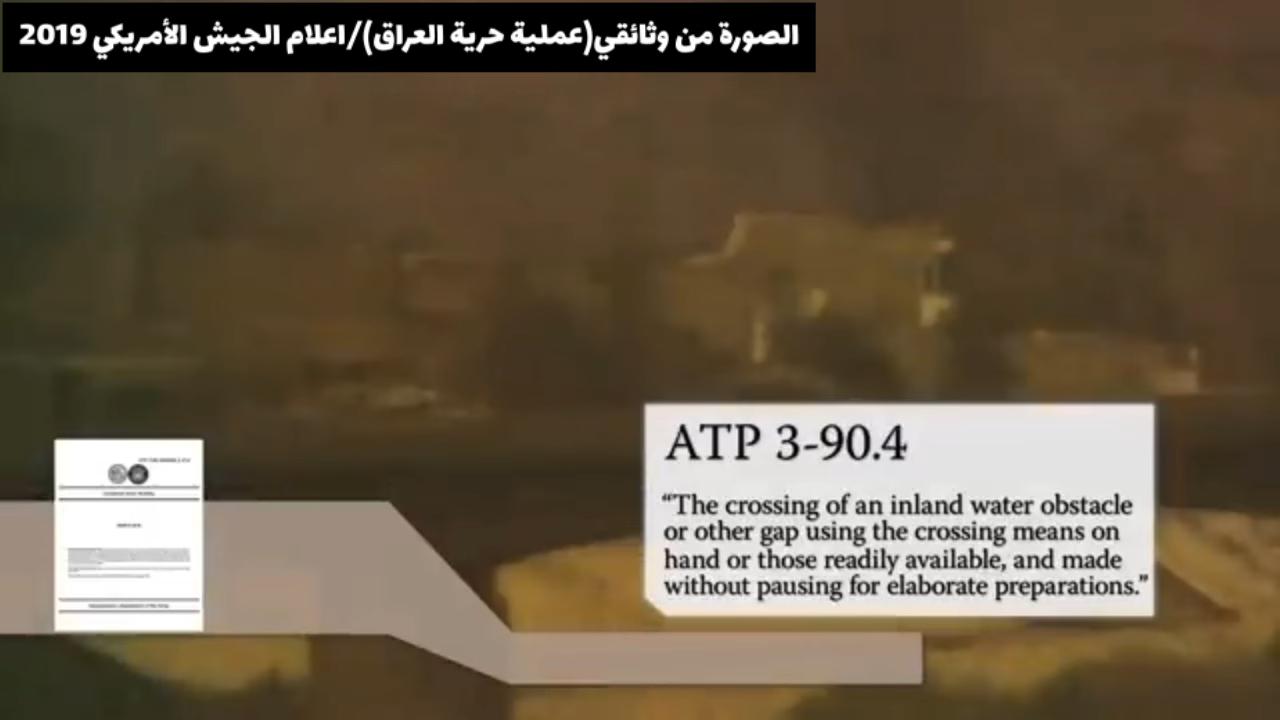 الصورة من وثائقي(عملية حرية العراق)/اعلام الجيش الأمريكي 2019
ATP 3-90.4
“The crossing of an inland water obstacle
or other gap using the crossing means on
hand or those readily available, and made
without pausing for elaborate preparations.”